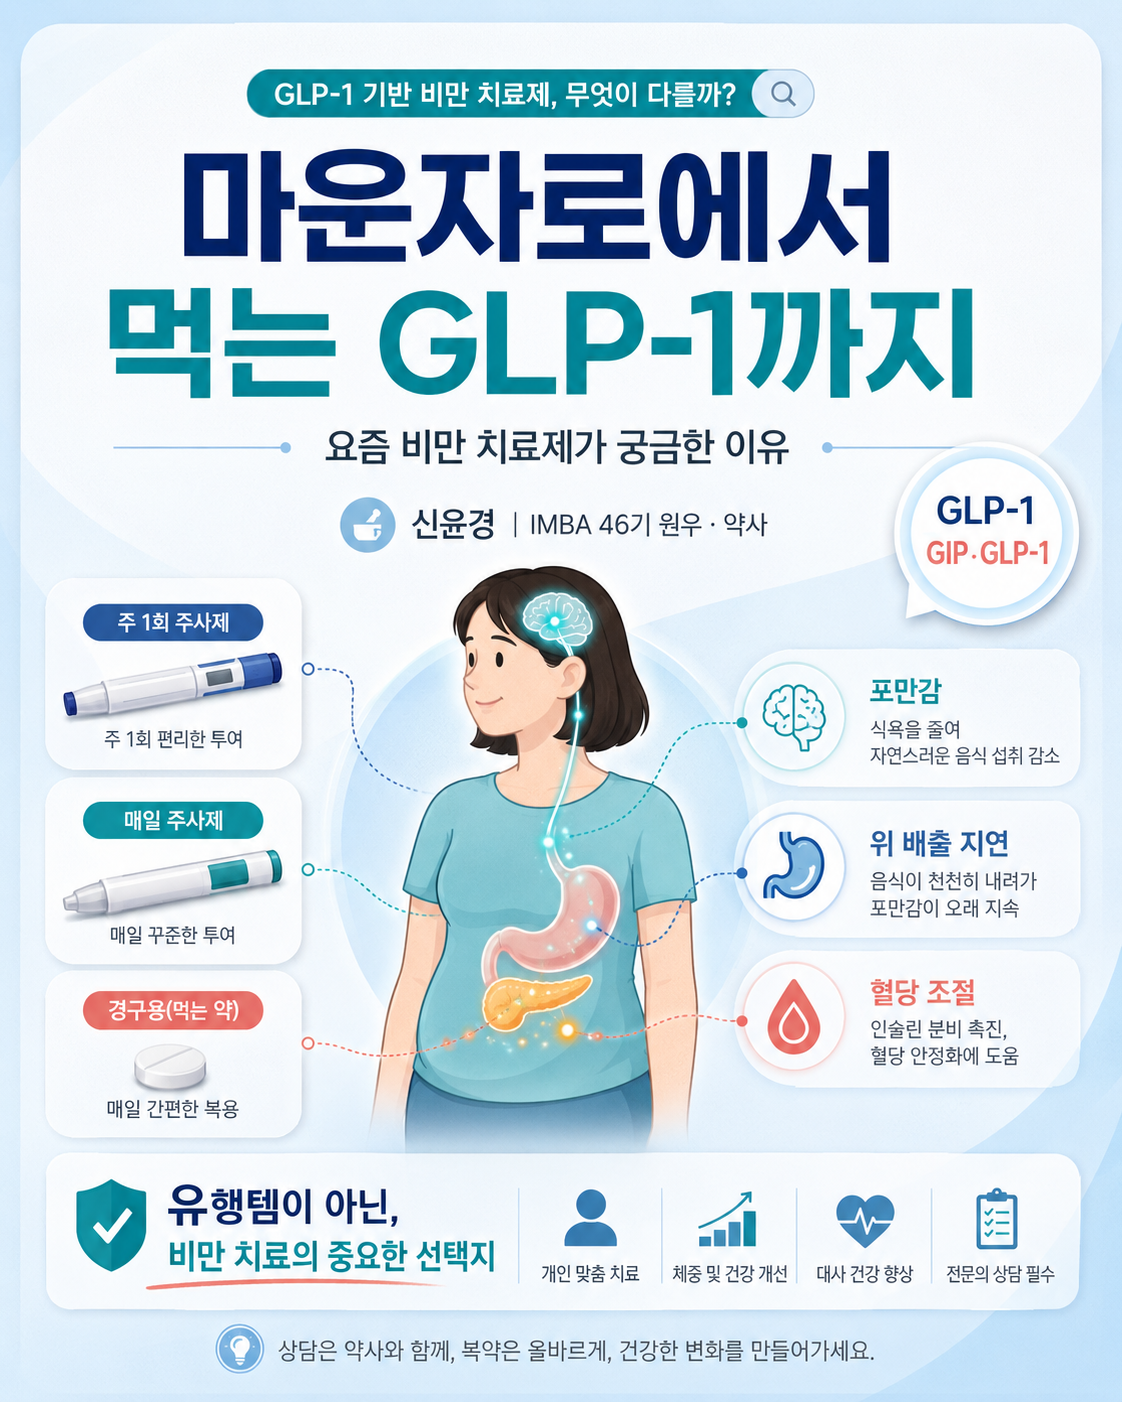 GLP-1 기반 비만 치료제, 무엇이 다를까?
마운자로에서
먹는 GLP-1까지
요즘 비만 치료제가 궁금한 이유
신윤경 | IMBA 46기 원우 · 약사
GLP-1
GIP·GLP-1
주 1회 주사제
주 1회 편리한 투여
매일 주사제
매일 꾸준한 투여
경구용(먹는 약)
매일 간편한 복용
포만감
식욕을 줄여
자연스러운 음식 섭취 감소
위 배출 지연
음식이 천천히 내려가
포만감이 오래 지속
혈당 조절
인슐린 분비 촉진,
혈당 안정화에 도움
유행템이 아닌,
비만 치료의 중요한 선택지
개인 맞춤 치료
체중 및 건강 개선
대사 건강 향상
전문의 상담 필수
상담은 약사와 함께, 복약은 올바르게, 건강한 변화를 만들어가세요.